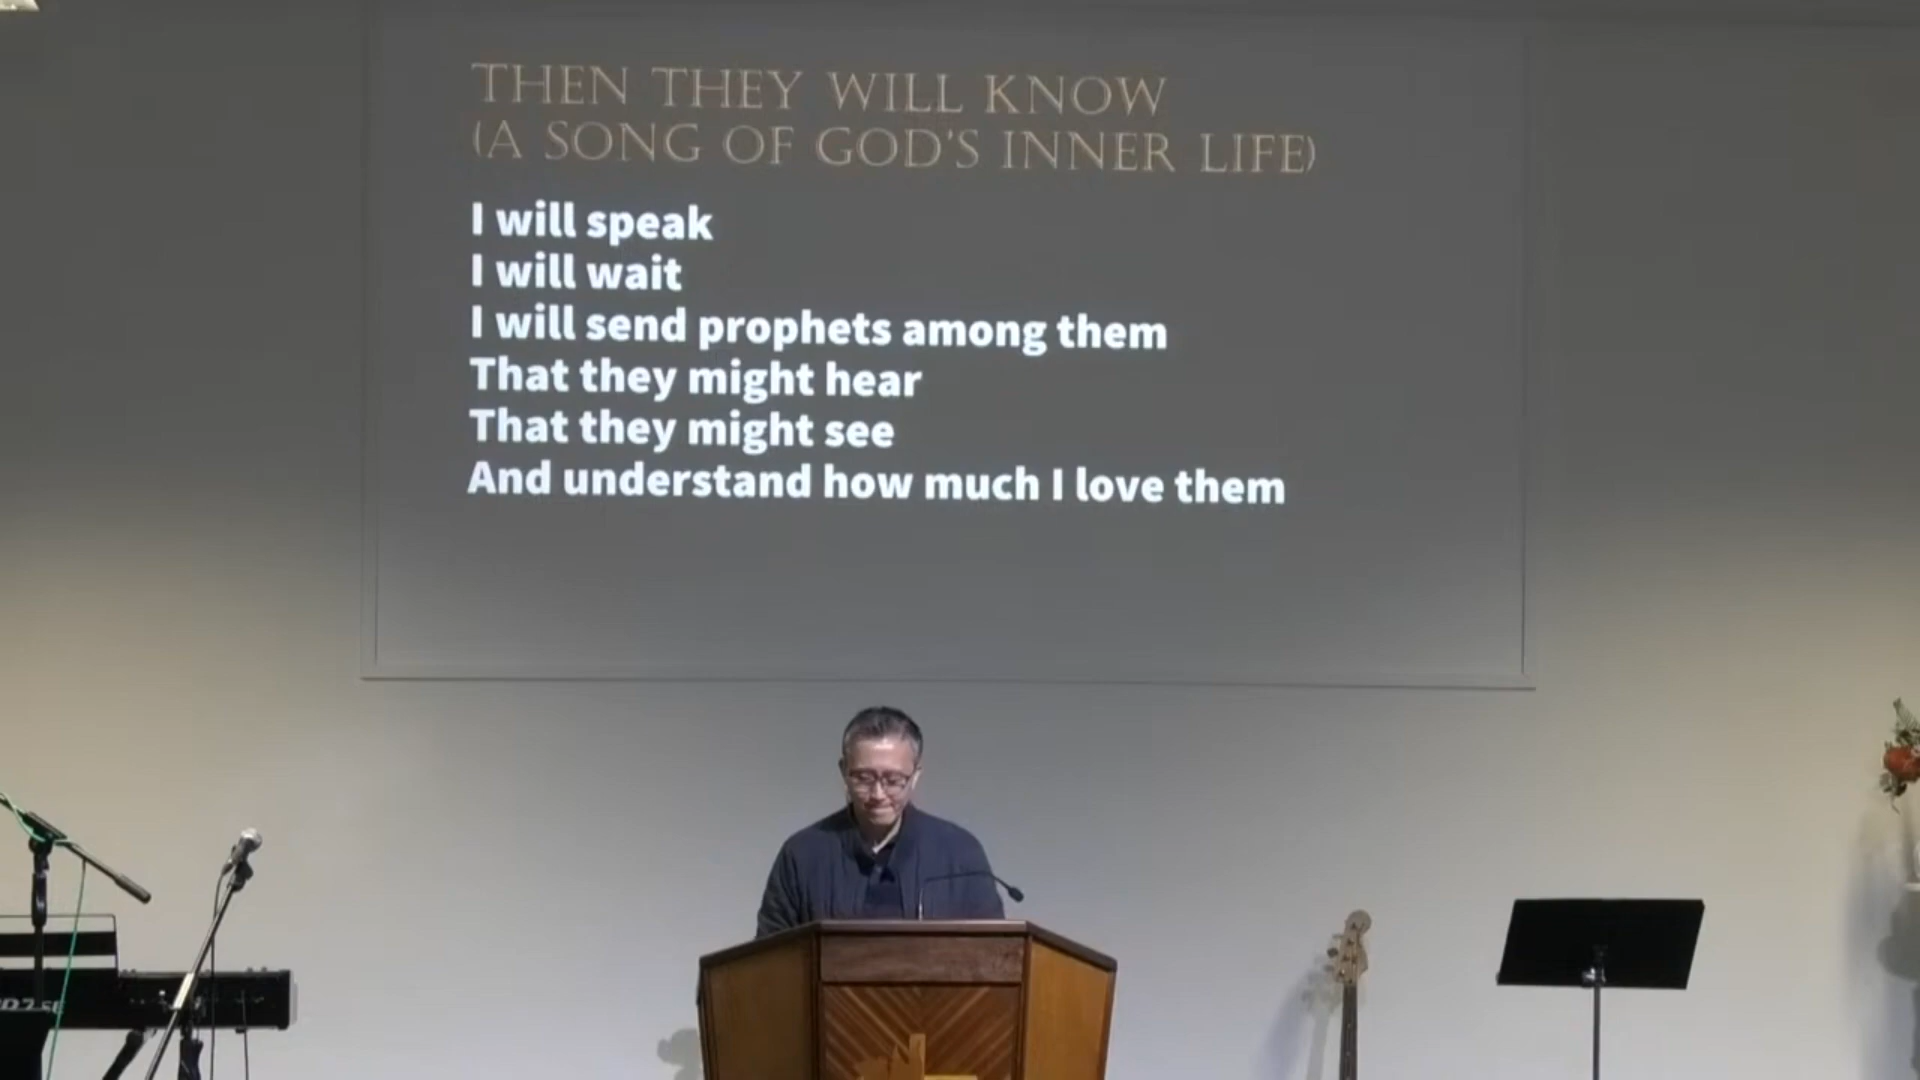 THEN THEY WILL KNOW
(A SONG OF GOD'S INNER LIFE)
I will speak
I will wait
I will send prophets among them
That they might hear
That they might see
And understand how much I love them